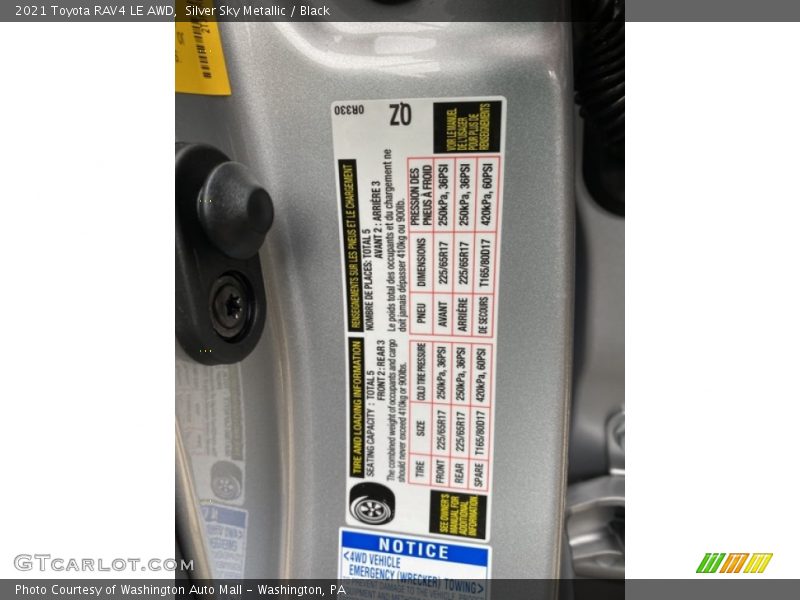 2021 Toyota RAV4 LE AWD, Silver Sky Metallic / Black
TIRE AND LOADING INFORMATION
SEATING CAPACITY : TOTAL 5
FRONT 2 : REAR 3
The combined weight of occupants and cargo
should never exceed 410kg or 900lbs.
TIRE SIZE COLD TIRE PRESSURE
FRONT 225/65R17 250kPa, 36PSI
REAR 225/65R17 250kPa, 36PSI
SPARE T165/80D17 420kPa, 60PSI
SEE OWNER'S
MANUAL FOR
ADDITIONAL
INFORMATION
RENSEIGNEMENTS SUR LES PNEUS ET LE CHARGEMENT
NOMBRE DE PLACES: TOTAL 5
AVANT 2 : ARRIÈRE 3
Le poids total des occupants et du chargement ne
doit jamais dépasser 410kg ou 900lb.
PNEU DIMENSIONS PRESSION DES
PNEUS À FROID
AVANT 225/65R17 250kPa, 36PSI
ARRIÈRE 225/65R17 250kPa, 36PSI
DE SECOURS T165/80D17 420kPa, 60PSI
VOIR LE MANUEL
DE L'USAGER
POUR PLUS DE
RENSEIGNEMENTS
0R330
QZ
NOTICE
<4WD VEHICLE
EMERGENCY (WRECKER) TOWING>
GTCarlot.com
Photo Courtesy of Washington Auto Mall - Washington, PA